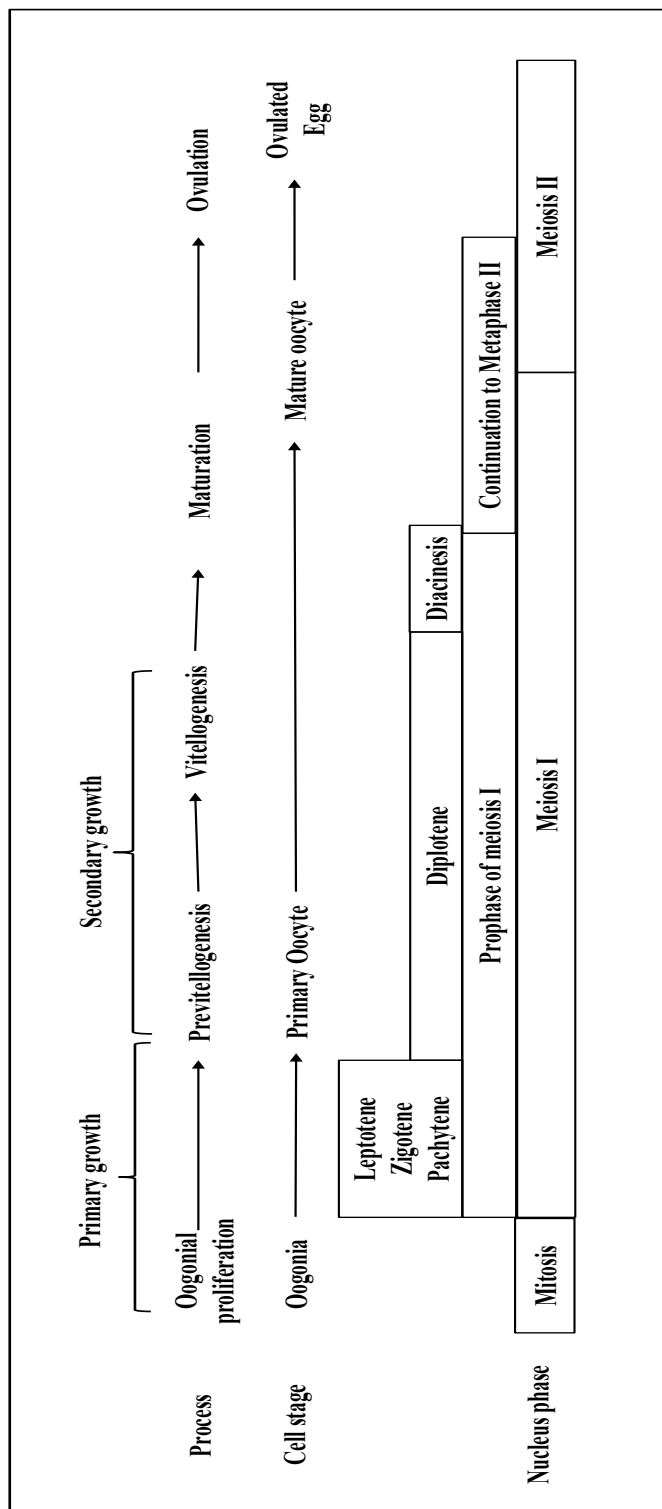 Primary growth
Secondary growth
Process
Oogonial
proliferation
Previtellogenesis
Vitellogenesis
Maturation
Ovulation
Cell stage
Oogonia
Primary Oocyte
Mature oocyte
Ovulated
Egg
Leptotene
Zigotene
Pachytene
Diplotene
Diacinesis
Prophase of meiosis I
Continuation to Metaphase II
Nucleus phase
Mitosis
Meiosis I
Meiosis II